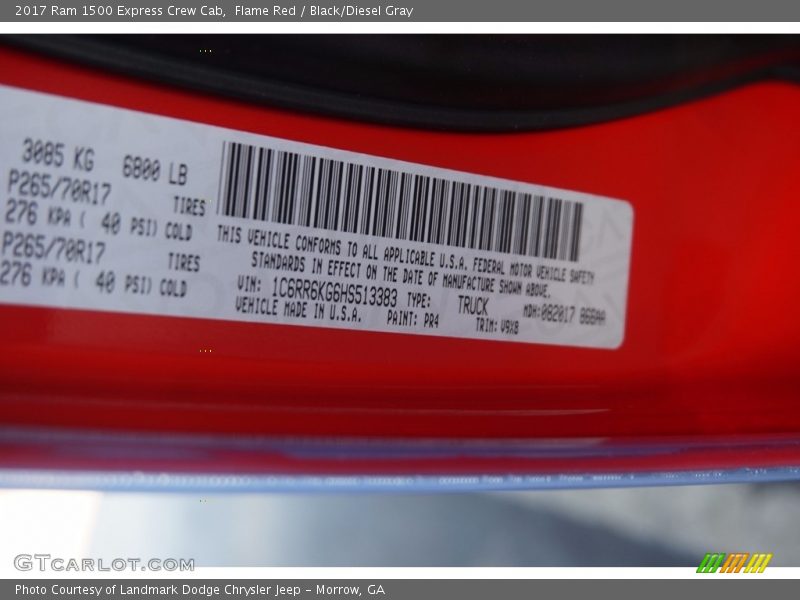 2017 Ram 1500 Express Crew Cab,  Flame Red / Black/Diesel Gray
3085 KG    6800 LB
P265/70R17    TIRES
276 KPA ( 40 PSI) COLD
P265/70R17    TIRES
276 KPA ( 40 PSI) COLD
THIS VEHICLE CONFORMS TO ALL APPLICABLE U.S.A. FEDERAL MOTOR VEHICLE SAFETY
STANDARDS IN EFFECT ON THE DATE OF MANUFACTURE SHOWN ABOVE.
VIN: 1C6RR6KG6HS513383 TYPE: TRUCK MDH:082017
VEHICLE MADE IN U.S.A. PAINT: PR4 TRIM: V9X8
GTCARLOT.COM
Photo Courtesy of Landmark Dodge Chrysler Jeep – Morrow, GA